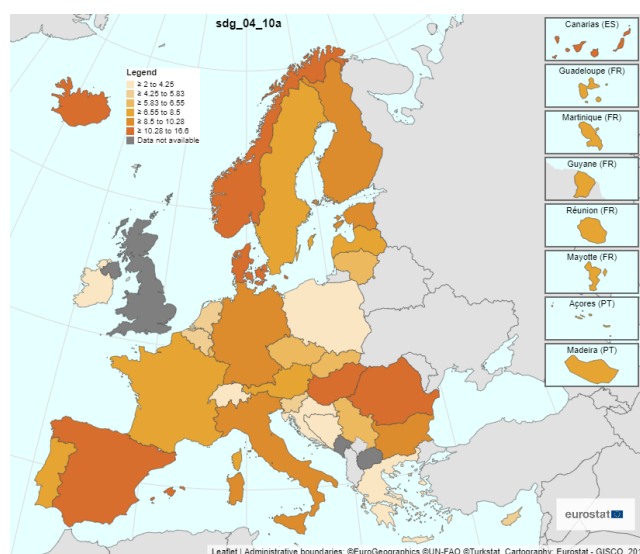 sdg_04_10a
Legend
≥ 2 to 4.25
≥ 4.25 to 5.83
≥ 5.83 to 6.55
≥ 6.55 to 8.5
≥ 8.5 to 10.28
≥ 10.28 to 16.6
Data not available
Canarias (ES)
Guadeloupe (FR)
Martinique (FR)
Guyane (FR)
Réunion (FR)
Mayotte (FR)
Açores (PT)
Madeira (PT)
eurostat
Leaflet | Administrative boundaries: ©EuroGeographics ©UN-FAO ©Turkstat, Cartography: Eurostat - GISCO, 20